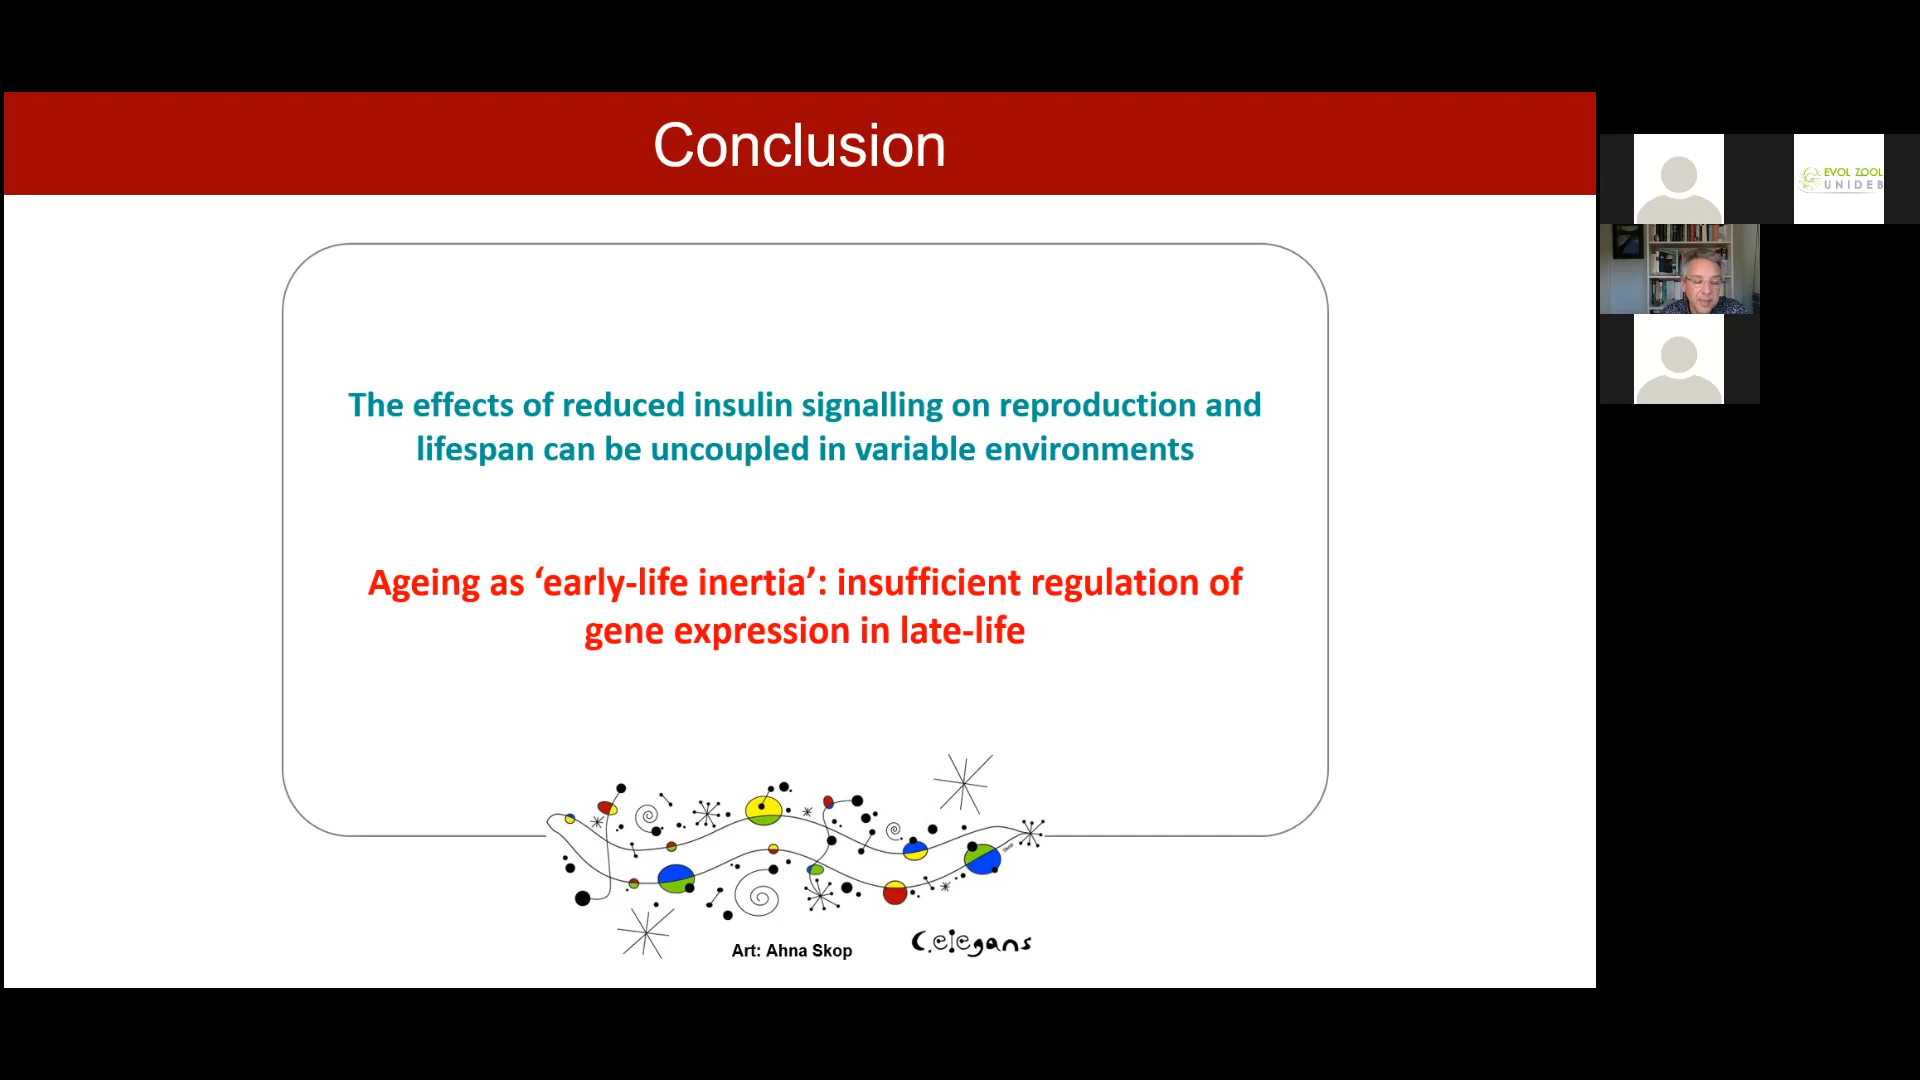 Conclusion
The effects of reduced insulin signalling on reproduction and
lifespan can be uncoupled in variable environments
Ageing as ‘early-life inertia’: insufficient regulation of
gene expression in late-life
Art: Ahna Skop
C.elegans
EVOL ZOOL
UNIDEB